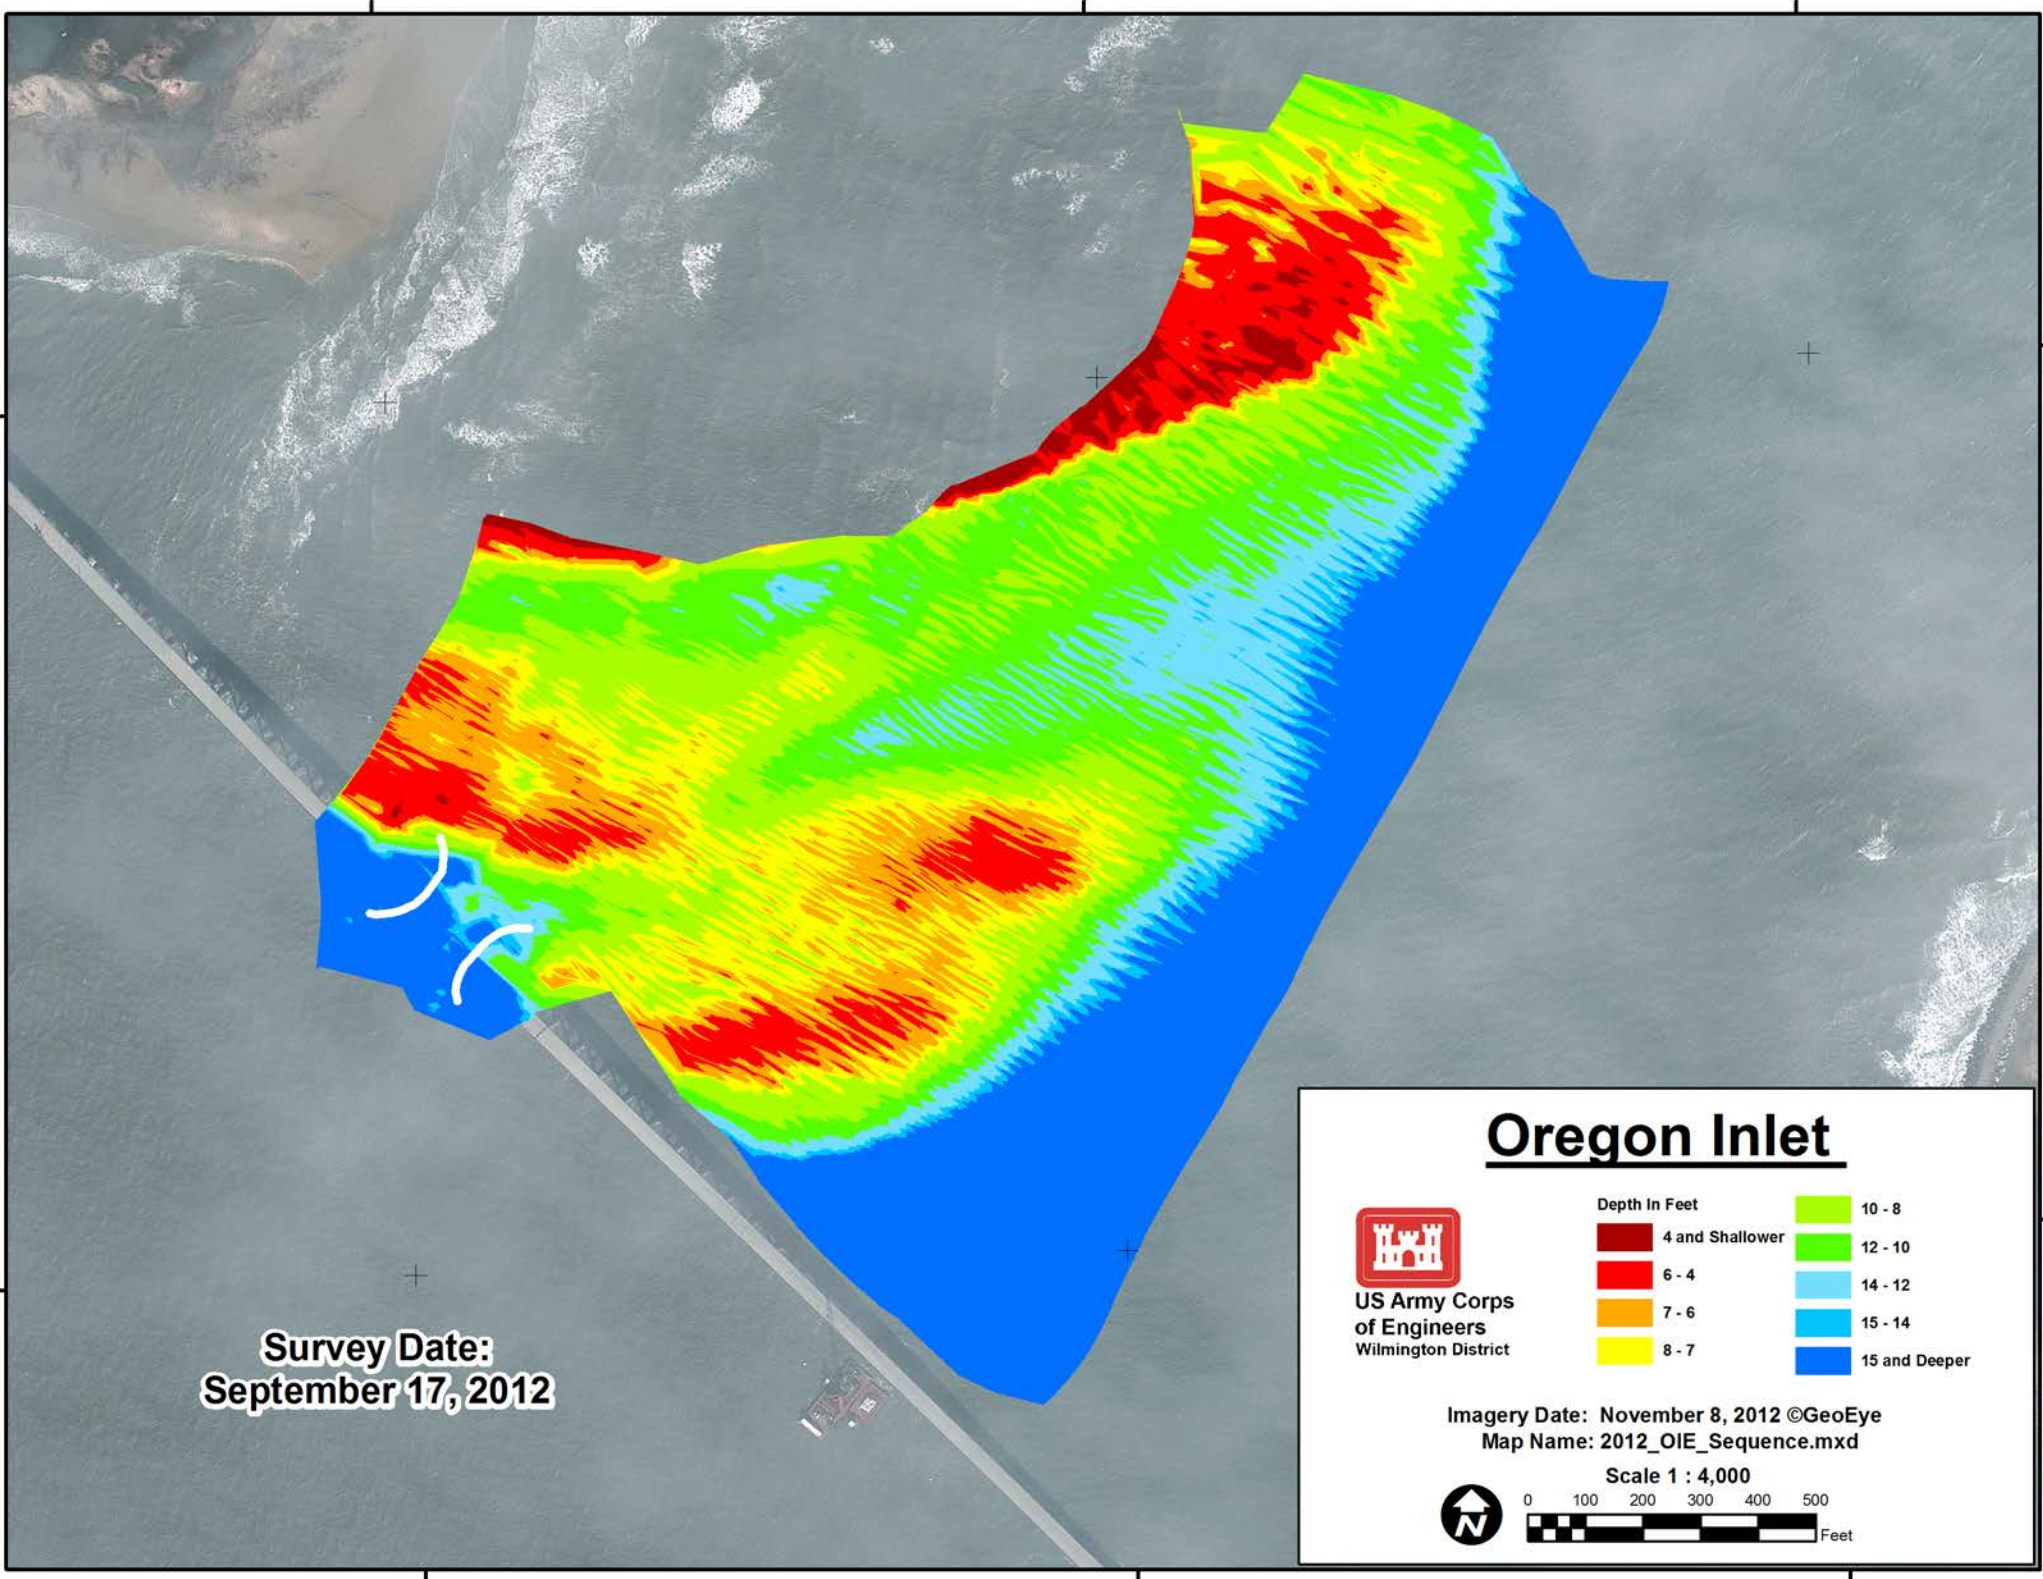 Oregon Inlet
Depth In Feet
4 and Shallower
6 - 4
7 - 6
8 - 7
10 - 8
12 - 10
14 - 12
15 - 14
15 and Deeper
US Army Corps
of Engineers
Wilmington District
Survey Date:
September 17, 2012
Imagery Date: November 8, 2012 ©GeoEye
Map Name: 2012_OIE_Sequence.mxd
Scale 1 : 4,000
0 100 200 300 400 500
Feet
N